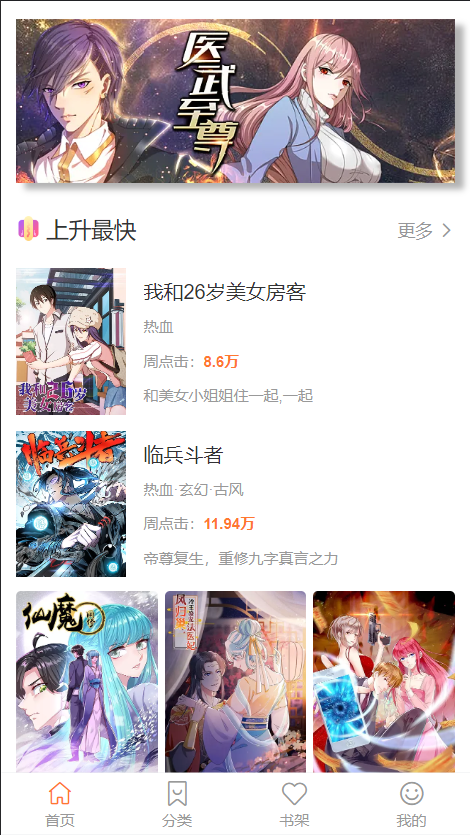 医武至尊
上升最快
更多
我和26岁美女房客
热血
周点击：8.6万
和美女小姐姐住一起,一起
我和26岁
美女房客
临兵斗者
临兵斗者
热血·玄幻·古风
周点击：11.94万
帝尊复生，重修九字真言之力
仙魔
凤归
首页
分类
书架
我的